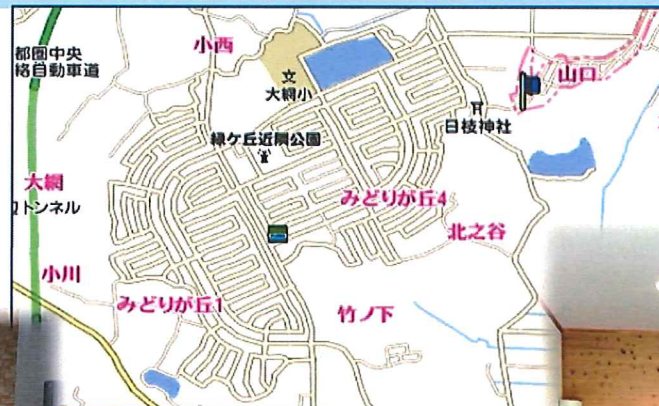 都圏中央
絡自動車道
小西
文
大網小
山口
日枝神社
緑ケ丘近隣公園
大網
トンネル
みどりが丘4
北之谷
小川
みどりが丘1
竹ノ下